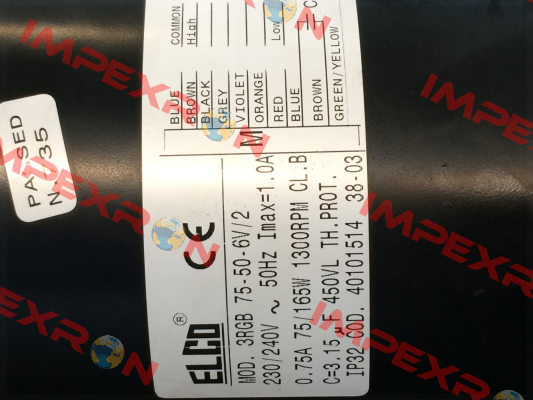 PASSED
N 35
ELCO ®
CE
MOD. 3RGB 75-50-6V/2
230/240V ~ 50Hz Imax=1.0A
0.75A 75/165W 1300RPM CL.B
C=3.15 µF 450VL TH.PROT.
IP32 COD. 40101514 38-03
M
BLUE COMMON
BROWN High
BLACK
GREY
VIOLET
ORANGE
RED Low
BLUE
BROWN
GREEN/YELLOW
IMPEXRON